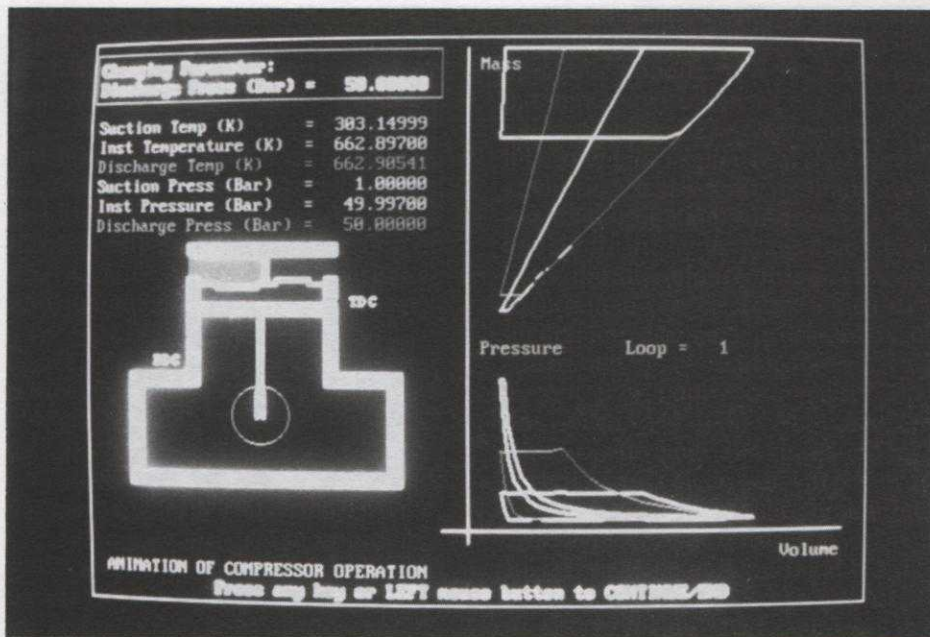 Changing Parameter:
Discharge Press (Bar) = 50.00000
Suction Temp (K) = 303.14999
Inst Temperature (K) = 662.89700
Discharge Temp (K) = 662.90541
Suction Press (Bar) = 1.00000
Inst Pressure (Bar) = 49.99700
Discharge Press (Bar) = 50.00000
TDC
BDC
ANIMATION OF COMPRESSOR OPERATION
Press any key or LEFT mouse button to CONTINUE/END
Mass
Pressure Loop = 1
Volume